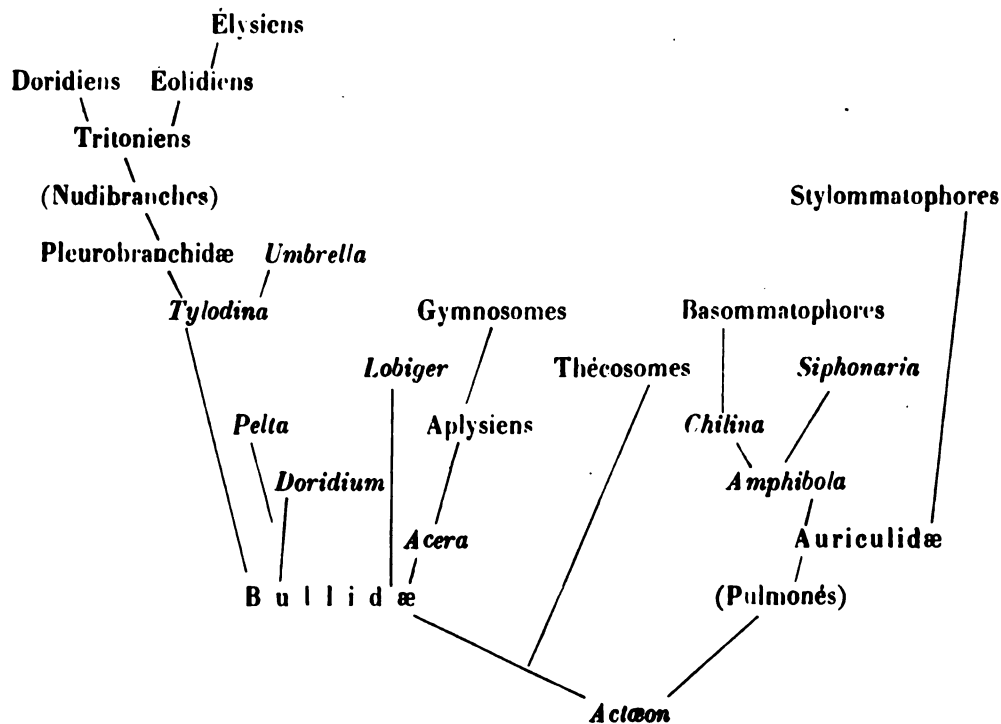 Élysiens
Doridiens Éolidiens
Tritoniens
(Nudibranches) Stylommatophores
Pleurobranchidæ Umbrella
Tylodina Gymnosomes Basommatophores
Lobiger Thécosomes Siphonaria
Pelta Aplysiens Chilina
Doridium Amphibola
Acera Auriculidæ
Bullidæ (Pulmonés)
Actæon